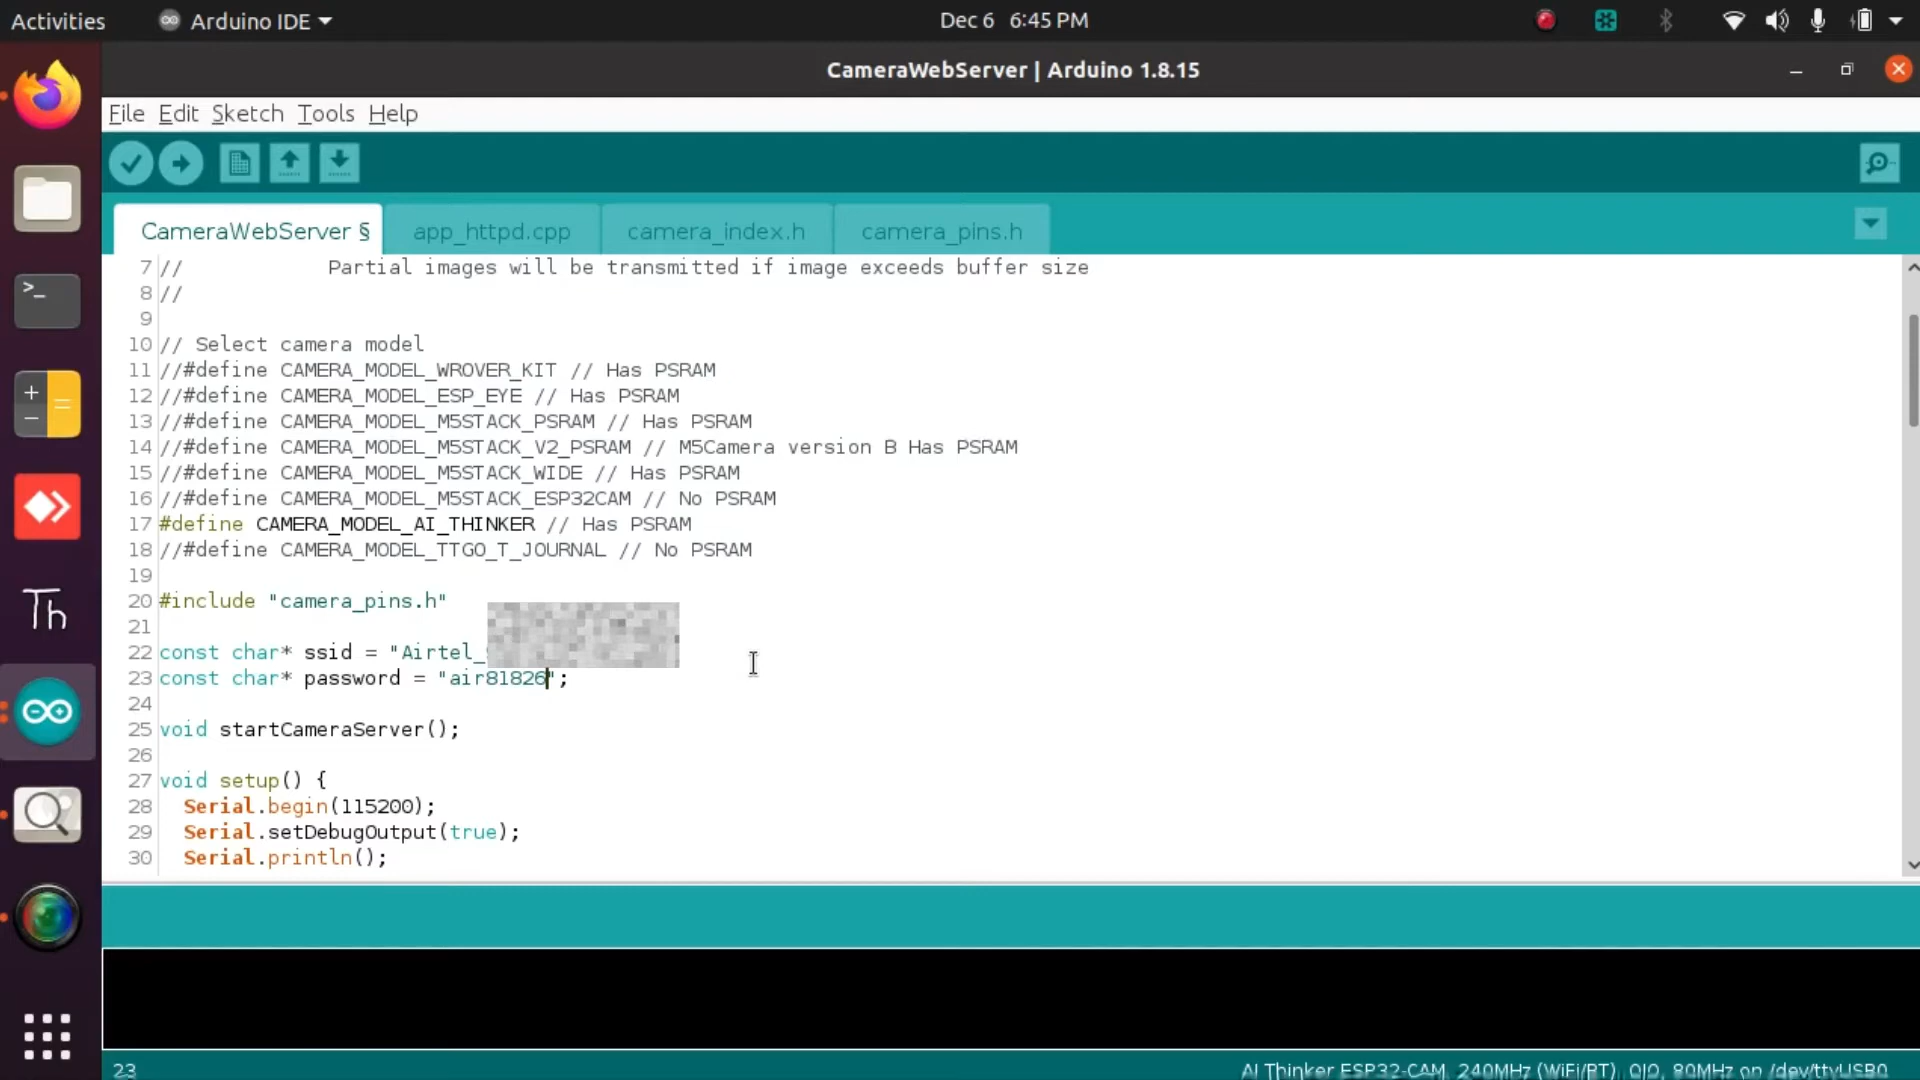 Activities
Arduino IDE
Dec 6 6:45 PM
CameraWebServer | Arduino 1.8.15
File Edit Sketch Tools Help
CameraWebServer § app_httpd.cpp camera_index.h camera_pins.h
7 // Partial images will be transmitted if image exceeds buffer size
8 //
9
10 // Select camera model
11 //#define CAMERA_MODEL_WROVER_KIT // Has PSRAM
12 //#define CAMERA_MODEL_ESP_EYE // Has PSRAM
13 //#define CAMERA_MODEL_M5STACK_PSRAM // Has PSRAM
14 //#define CAMERA_MODEL_M5STACK_V2_PSRAM // M5Camera version B Has PSRAM
15 //#define CAMERA_MODEL_M5STACK_WIDE // Has PSRAM
16 //#define CAMERA_MODEL_M5STACK_ESP32CAM // No PSRAM
17 #define CAMERA_MODEL_AI_THINKER // Has PSRAM
18 //#define CAMERA_MODEL_TTGO_T_JOURNAL // No PSRAM
19
20 #include "camera_pins.h"
21
22 const char* ssid = "Airtel_
23 const char* password = "air81826";
24
25 void startCameraServer();
26
27 void setup() {
28 Serial.begin(115200);
29 Serial.setDebugOutput(true);
30 Serial.println();
Th
23
AI Thinker ESP32-CAM, 240MHz (WiFi/BT), QIO, 80MHz on /dev/ttyUSB0